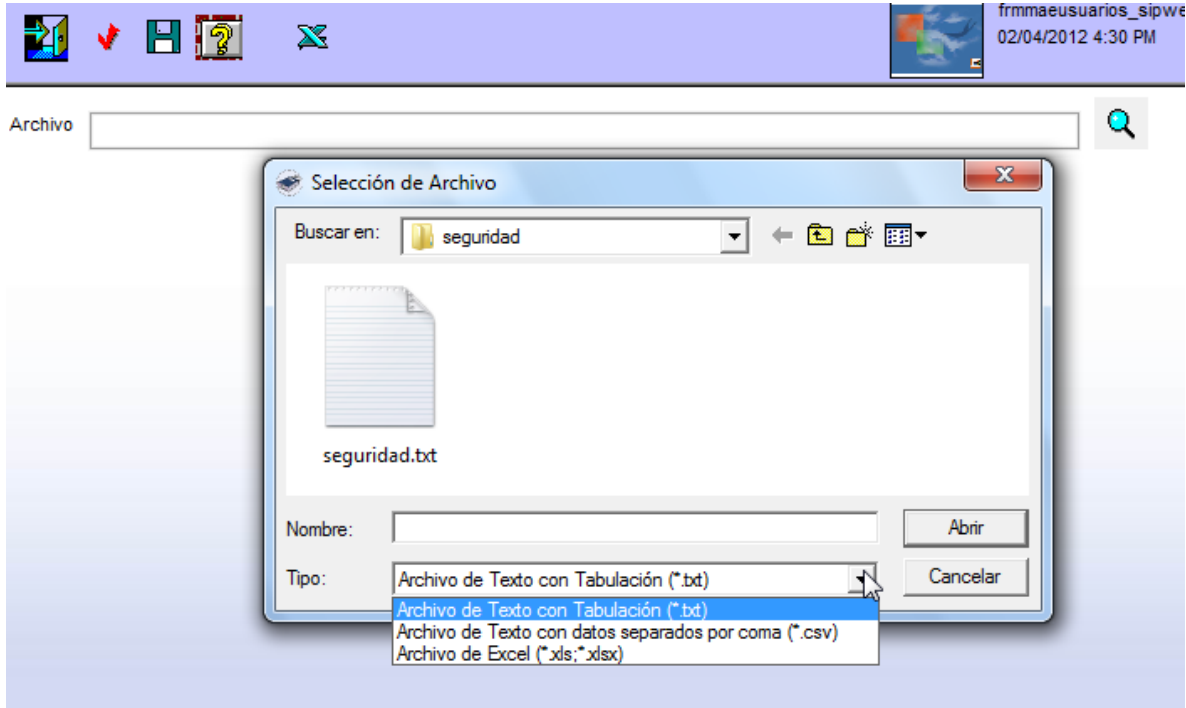 frmmaeusuarios_sipwe
02/04/2012 4:30 PM
Archivo
Selección de Archivo
Buscar en:
seguridad
seguridad.txt
Nombre:
Abrir
Tipo:
Archivo de Texto con Tabulación (*.txt)
Cancelar
Archivo de Texto con Tabulación (*.txt)
Archivo de Texto con datos separados por coma (*.csv)
Archivo de Excel (*.xls;*.xlsx)